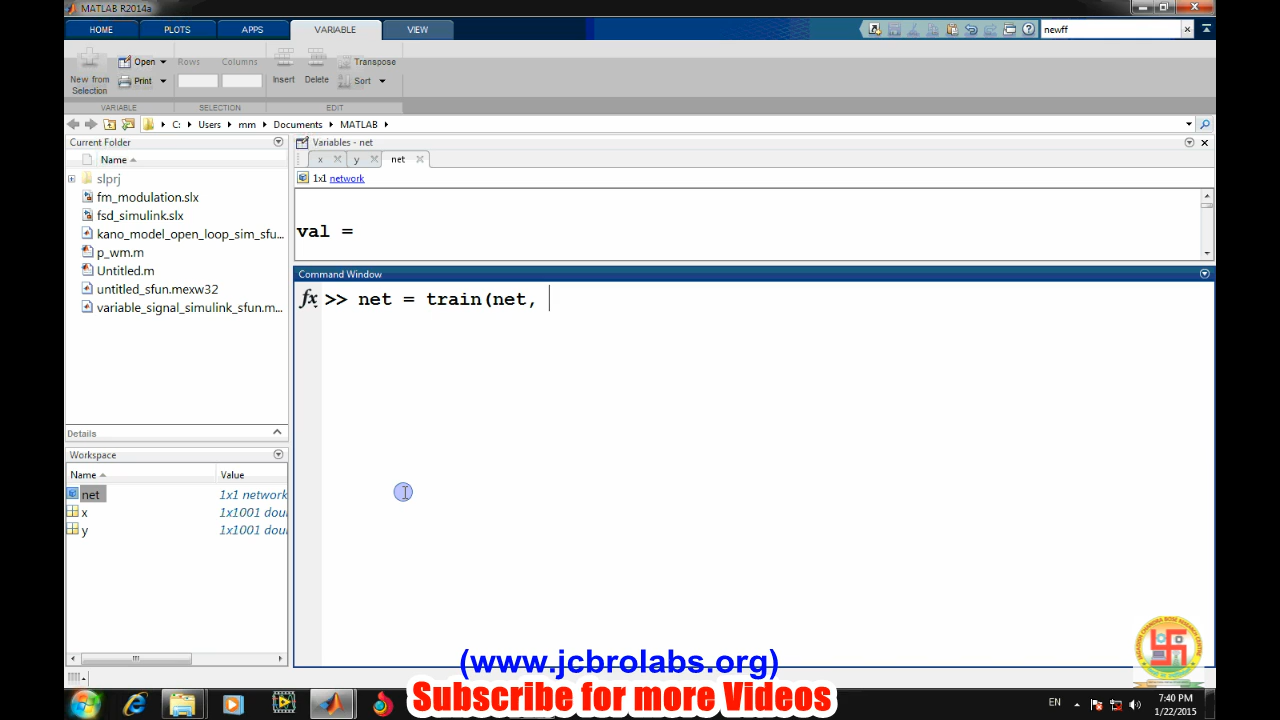 MATLAB R2014a
HOME PLOTS APPS VARIABLE VIEW newff
New from Selection
Open
Print
Rows Columns
Insert Delete
Transpose
Sort
VARIABLE SELECTION EDIT
C: Users mm Documents MATLAB
Current Folder
Name
slprj
fm_modulation.slx
fsd_simulink.slx
kano_model_open_loop_sim_sfu...
p_wm.m
Untitled.m
untitled_sfun.mexw32
variable_signal_simulink_sfun.m...
Details
Workspace
Name Value
net 1x1 network
x 1x1001 dou
y 1x1001 dou
Variables - net
x y net
1x1 network
val =
Command Window
fx >> net = train(net,
(www.jcbrolabs.org)
Subscribe for more Videos
EN 7:40 PM
1/22/2015